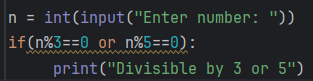 n = int(input("Enter number: "))
if(n%3==0 or n%5==0):
    print("Divisible by 3 or 5")